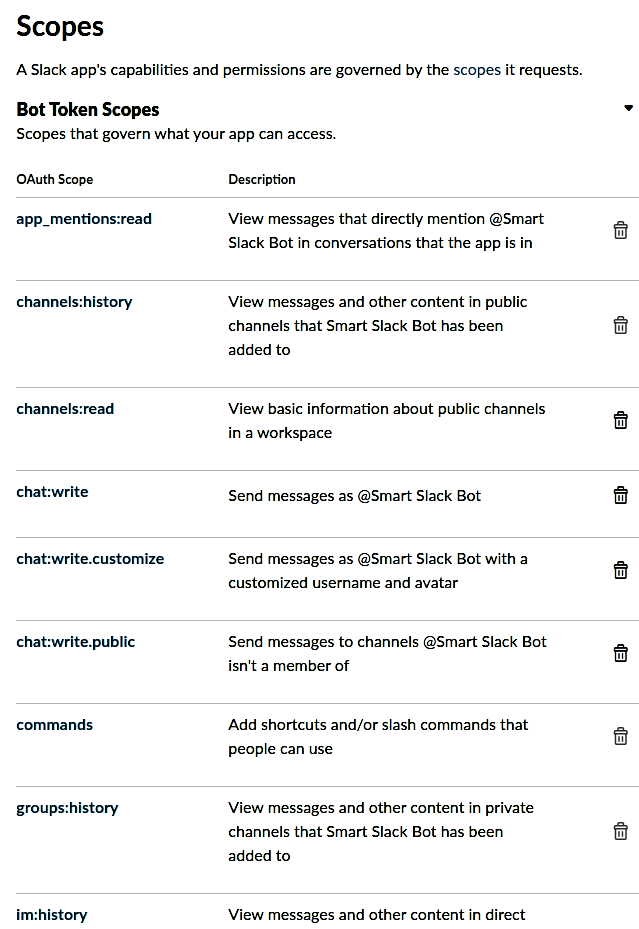 Scopes
A Slack app's capabilities and permissions are governed by the scopes it requests.
Bot Token Scopes
Scopes that govern what your app can access.
OAuth Scope Description
app_mentions:read View messages that directly mention @Smart
Slack Bot in conversations that the app is in
channels:history View messages and other content in public
channels that Smart Slack Bot has been
added to
channels:read View basic information about public channels
in a workspace
chat:write Send messages as @Smart Slack Bot
chat:write.customize Send messages as @Smart Slack Bot with a
customized username and avatar
chat:write.public Send messages to channels @Smart Slack Bot
isn't a member of
commands Add shortcuts and/or slash commands that
people can use
groups:history View messages and other content in private
channels that Smart Slack Bot has been
added to
im:history View messages and other content in direct